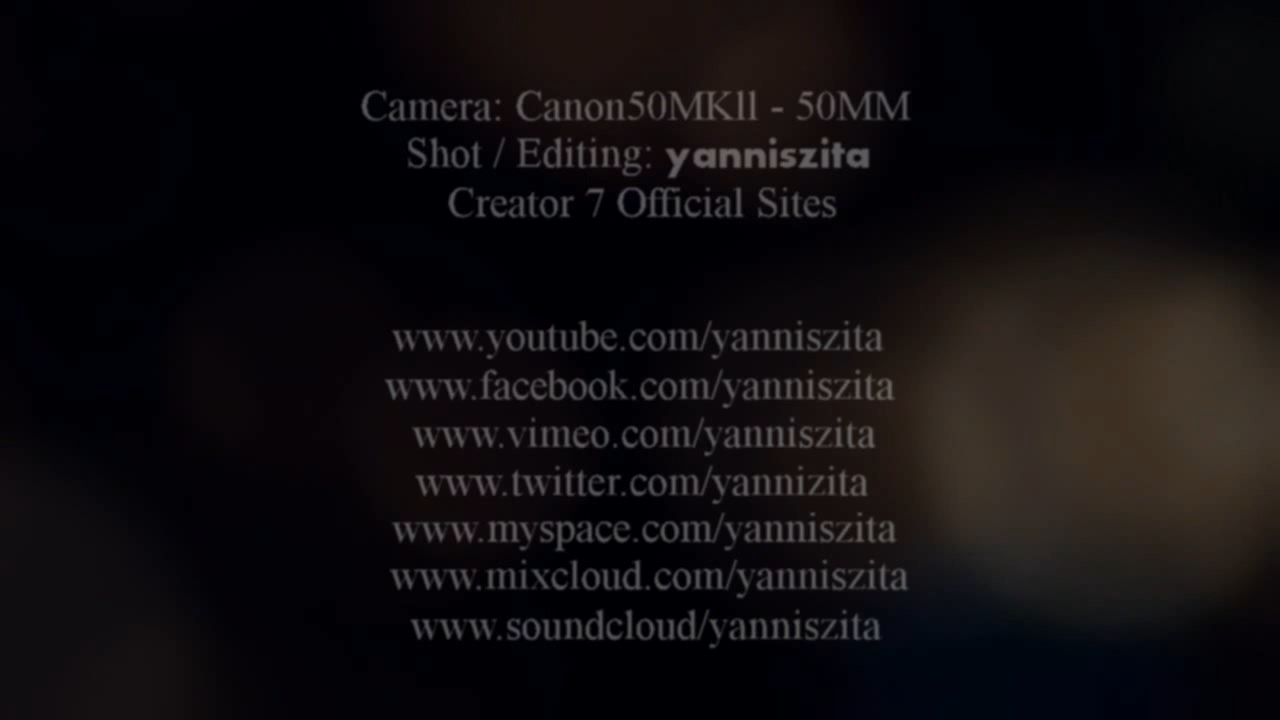 Camera: Canon50MKll - 50MM
Shot / Editing: yanniszita
Creator 7 Official Sites
www.youtube.com/yanniszita
www.facebook.com/yanniszita
www.vimeo.com/yanniszita
www.twitter.com/yannizita
www.myspace.com/yanniszita
www.mixcloud.com/yanniszita
www.soundcloud/yanniszita